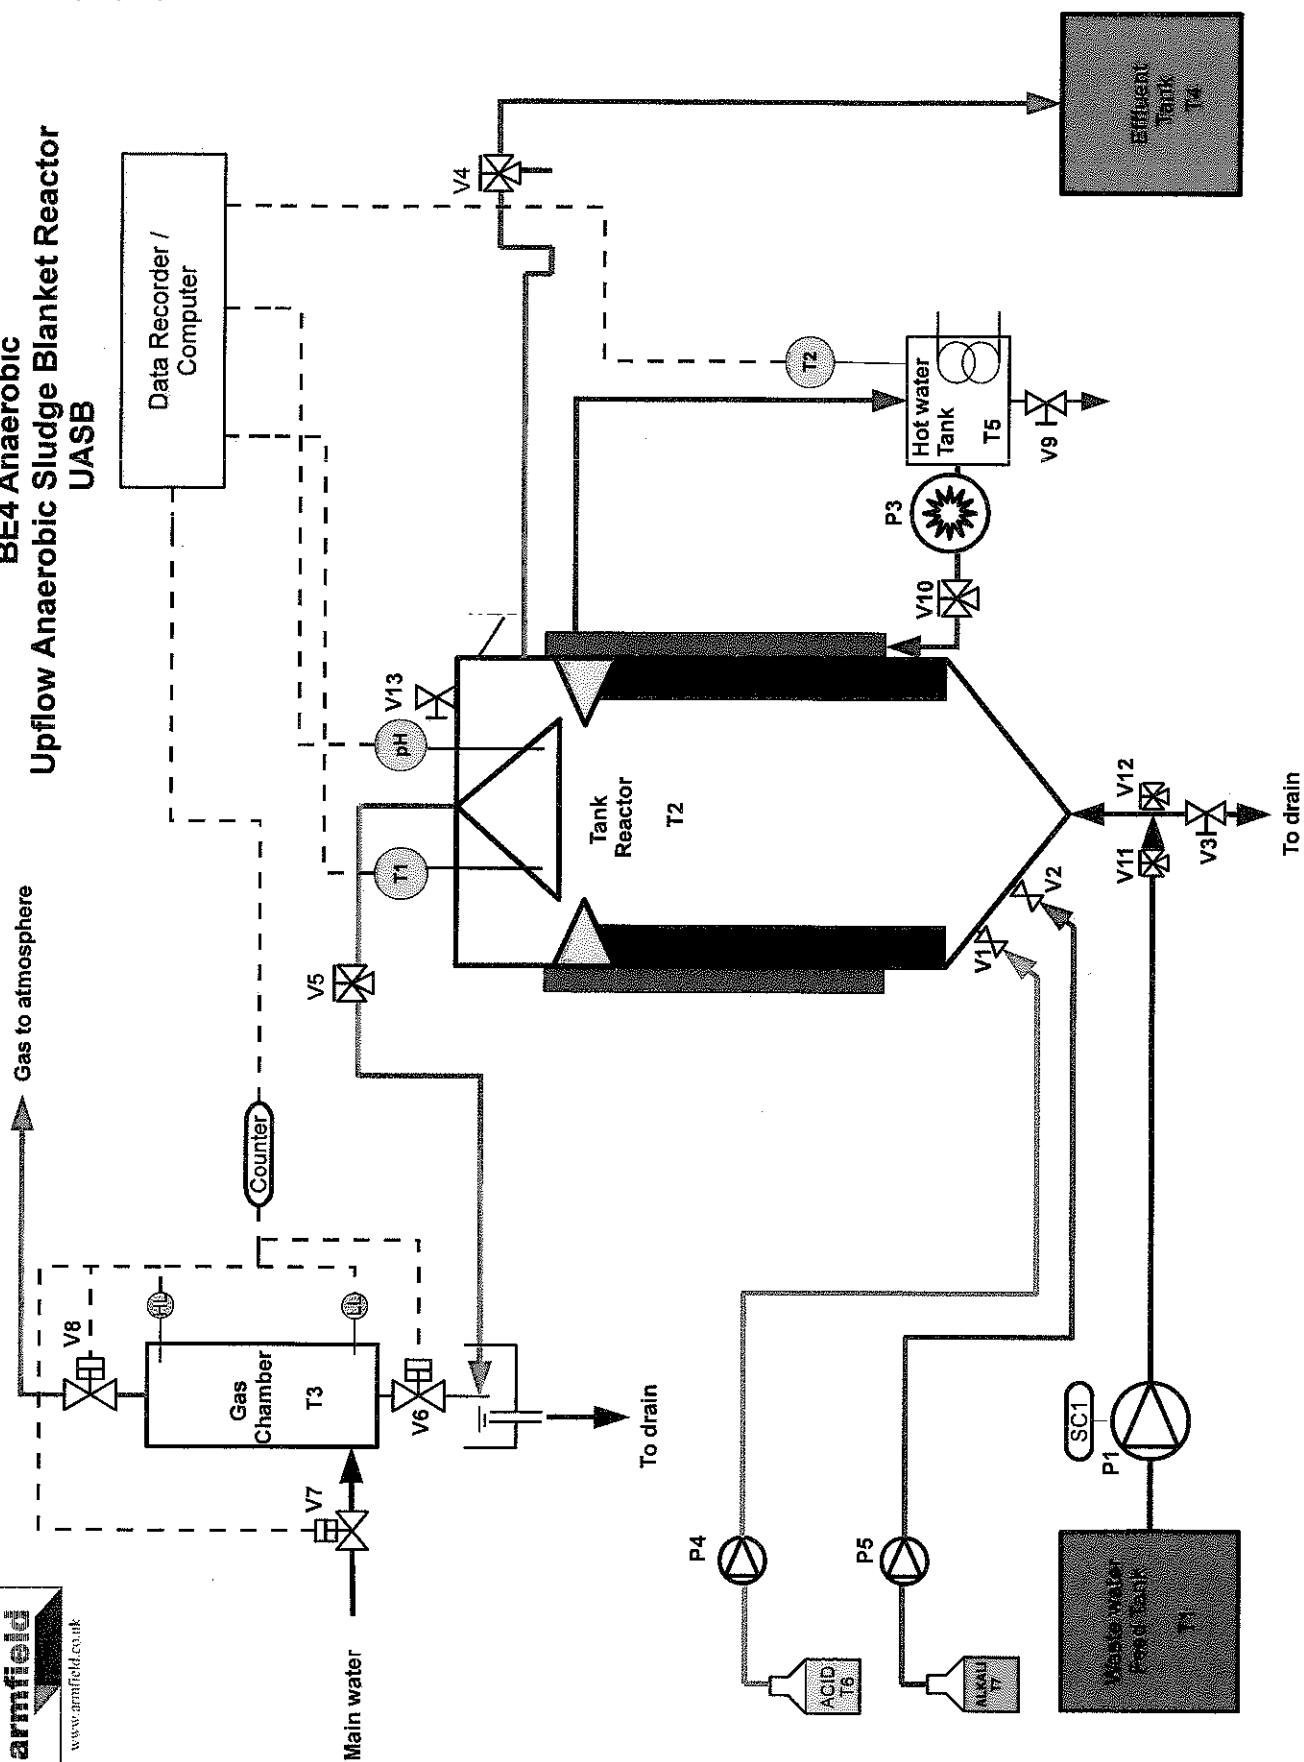 armfield
www.armfield.co.uk
BE4 Anaerobic
Upflow Anaerobic Sludge Blanket Reactor
UASB
Gas to atmosphere
Data Recorder /
Computer
Counter
V8
HL
LL
Gas
Chamber
T3
V7
Main water
V6
To drain
V5
T1
pH
V13
V4
Tank
Reactor
T2
T2
Hot water
Tank
T5
V9
P3
V10
Effluent
Tank
T4
V1
V2
V11
V12
V3
To drain
P4
P5
ACID
T6
ALKALI
T7
SC1
P1
Waste water
Feed Tank
T1